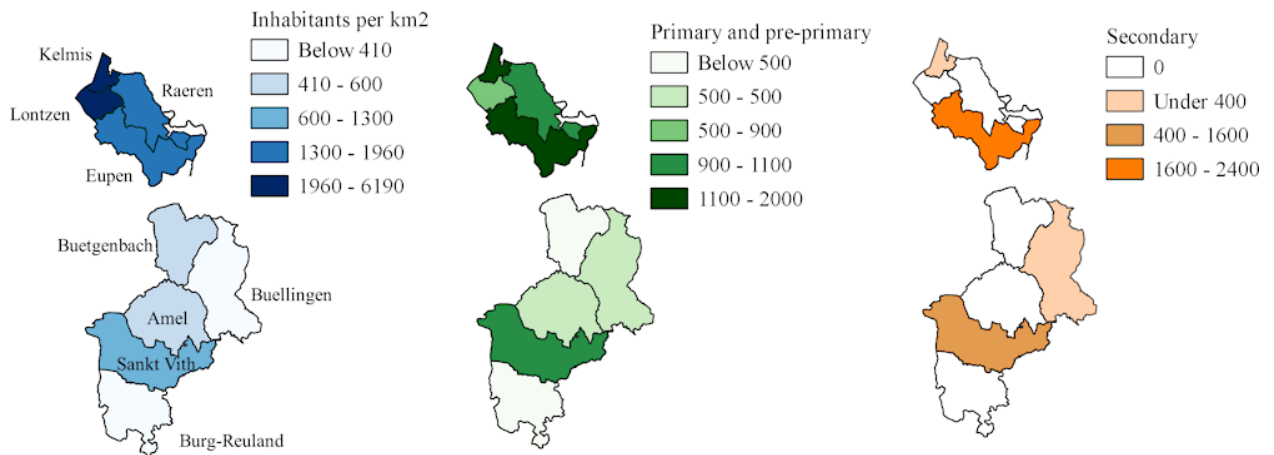 Inhabitants per km2
Below 410
410 - 600
600 - 1300
1300 - 1960
1960 - 6190
Kelmis
Raeren
Lontzen
Eupen
Buetgenbach
Buellingen
Amel
Sankt Vith
Burg-Reuland
Primary and pre-primary
Below 500
500 - 500
500 - 900
900 - 1100
1100 - 2000
Secondary
0
Under 400
400 - 1600
1600 - 2400